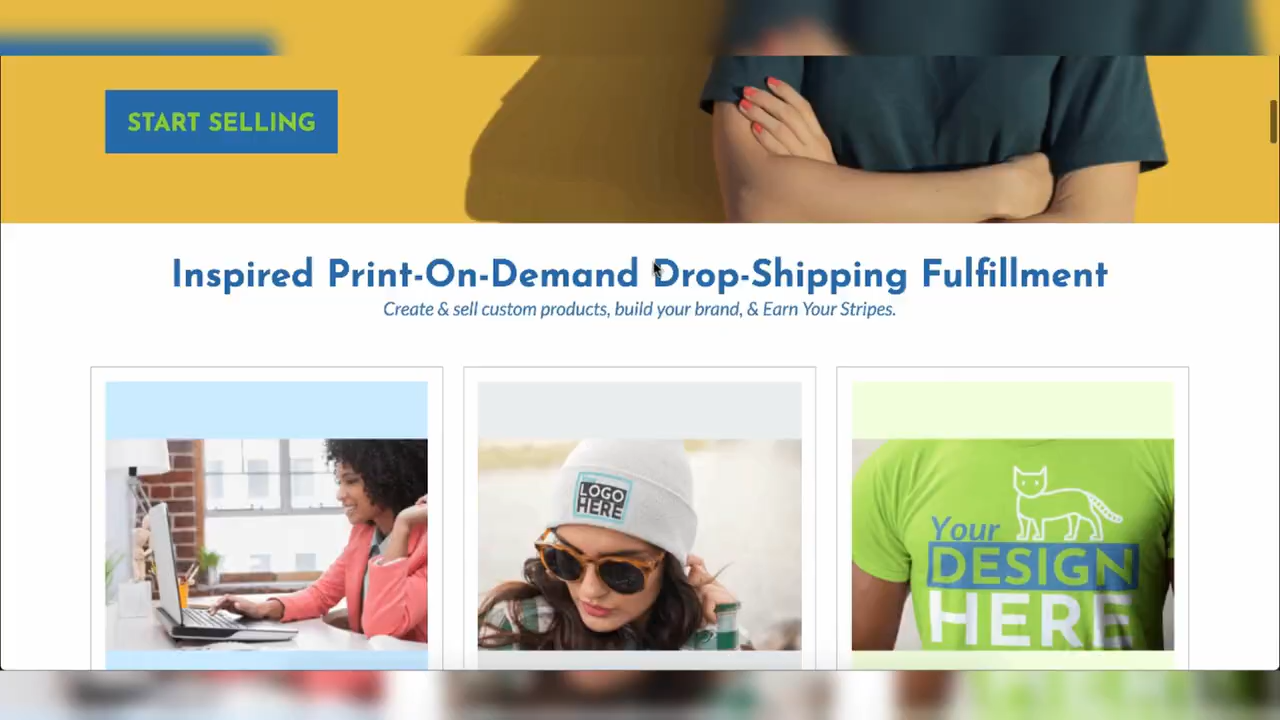 START SELLING
Inspired Print-On-Demand Drop-Shipping Fulfillment
Create & sell custom products, build your brand, & Earn Your Stripes.
LOGO
HERE
Your
DESIGN
HERE